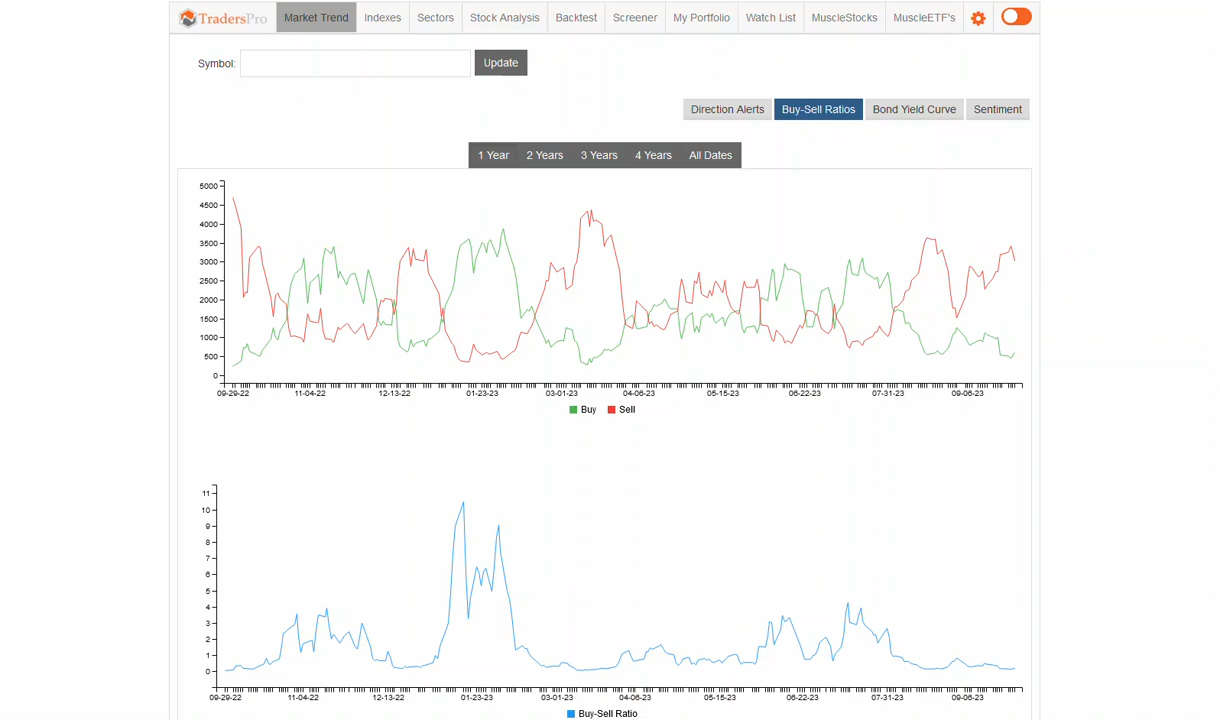 TradersPro Market Trend Indexes Sectors Stock Analysis Backtest Screener My Portfolio Watch List MuscleStocks MuscleETF's
Symbol: Update
Direction Alerts Buy-Sell Ratios Bond Yield Curve Sentiment
1 Year 2 Years 3 Years 4 Years All Dates
5000
4500
4000
3500
3000
2500
2000
1500
1000
500
0
09-29-22 11-04-22 12-13-22 01-23-23 03-01-23 04-06-23 05-15-23 06-22-23 07-31-23 09-06-23
Buy Sell
11
10
9
8
7
6
5
4
3
2
1
0
09-29-22 11-04-22 12-13-22 01-23-23 03-01-23 04-06-23 05-15-23 06-22-23 07-31-23 09-06-23
Buy-Sell Ratio